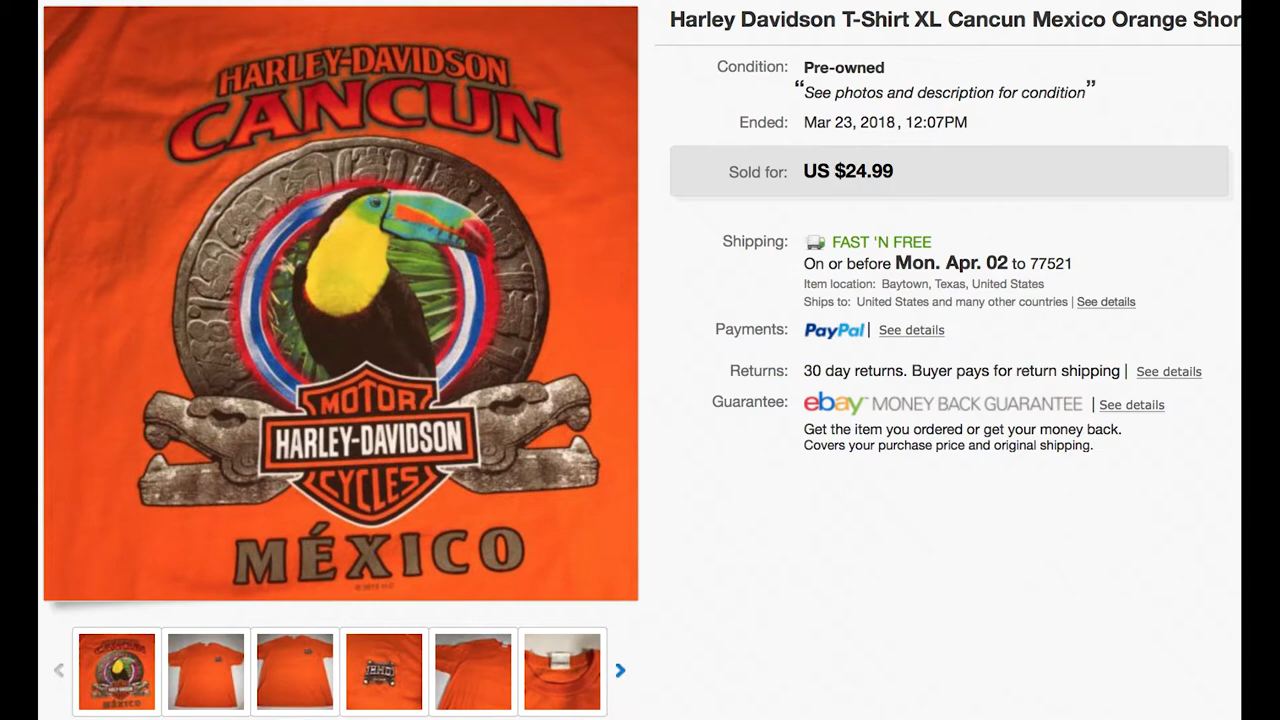 Harley Davidson T-Shirt XL Cancun Mexico Orange Shor
HARLEY-DAVIDSON
CANCUN
MOTOR
HARLEY-DAVIDSON
CYCLES
MÉXICO
Condition: Pre-owned
“See photos and description for condition”
Ended: Mar 23, 2018 , 12:07PM
Sold for: US $24.99
Shipping: FAST 'N FREE
On or before Mon. Apr. 02 to 77521
Item location: Baytown, Texas, United States
Ships to: United States and many other countries | See details
Payments: PayPal | See details
Returns: 30 day returns. Buyer pays for return shipping | See details
Guarantee: ebay MONEY BACK GUARANTEE | See details
Get the item you ordered or get your money back.
Covers your purchase price and original shipping.